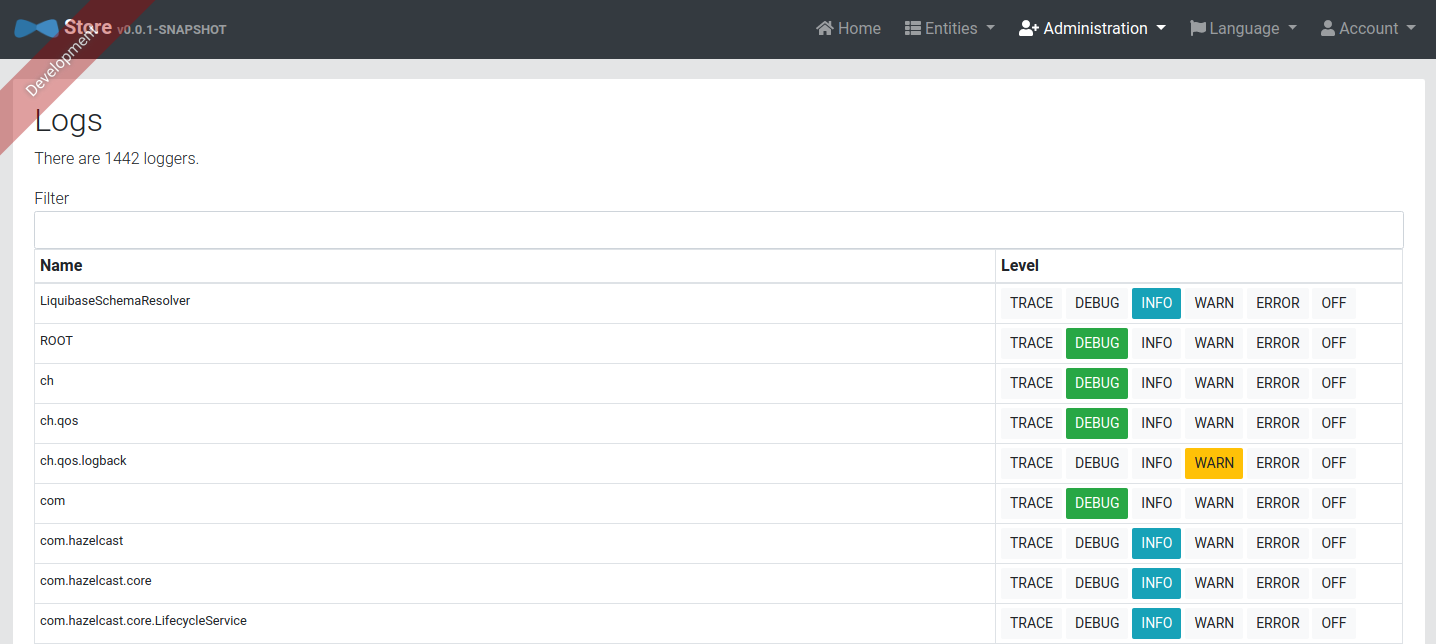 Store v0.0.1-SNAPSHOT
Home Entities Administration Language Account
Development
Logs
There are 1442 loggers.
Filter
Name Level
LiquibaseSchemaResolver TRACE DEBUG INFO WARN ERROR OFF
ROOT TRACE DEBUG INFO WARN ERROR OFF
ch TRACE DEBUG INFO WARN ERROR OFF
ch.qos TRACE DEBUG INFO WARN ERROR OFF
ch.qos.logback TRACE DEBUG INFO WARN ERROR OFF
com TRACE DEBUG INFO WARN ERROR OFF
com.hazelcast TRACE DEBUG INFO WARN ERROR OFF
com.hazelcast.core TRACE DEBUG INFO WARN ERROR OFF
com.hazelcast.core.LifecycleService TRACE DEBUG INFO WARN ERROR OFF